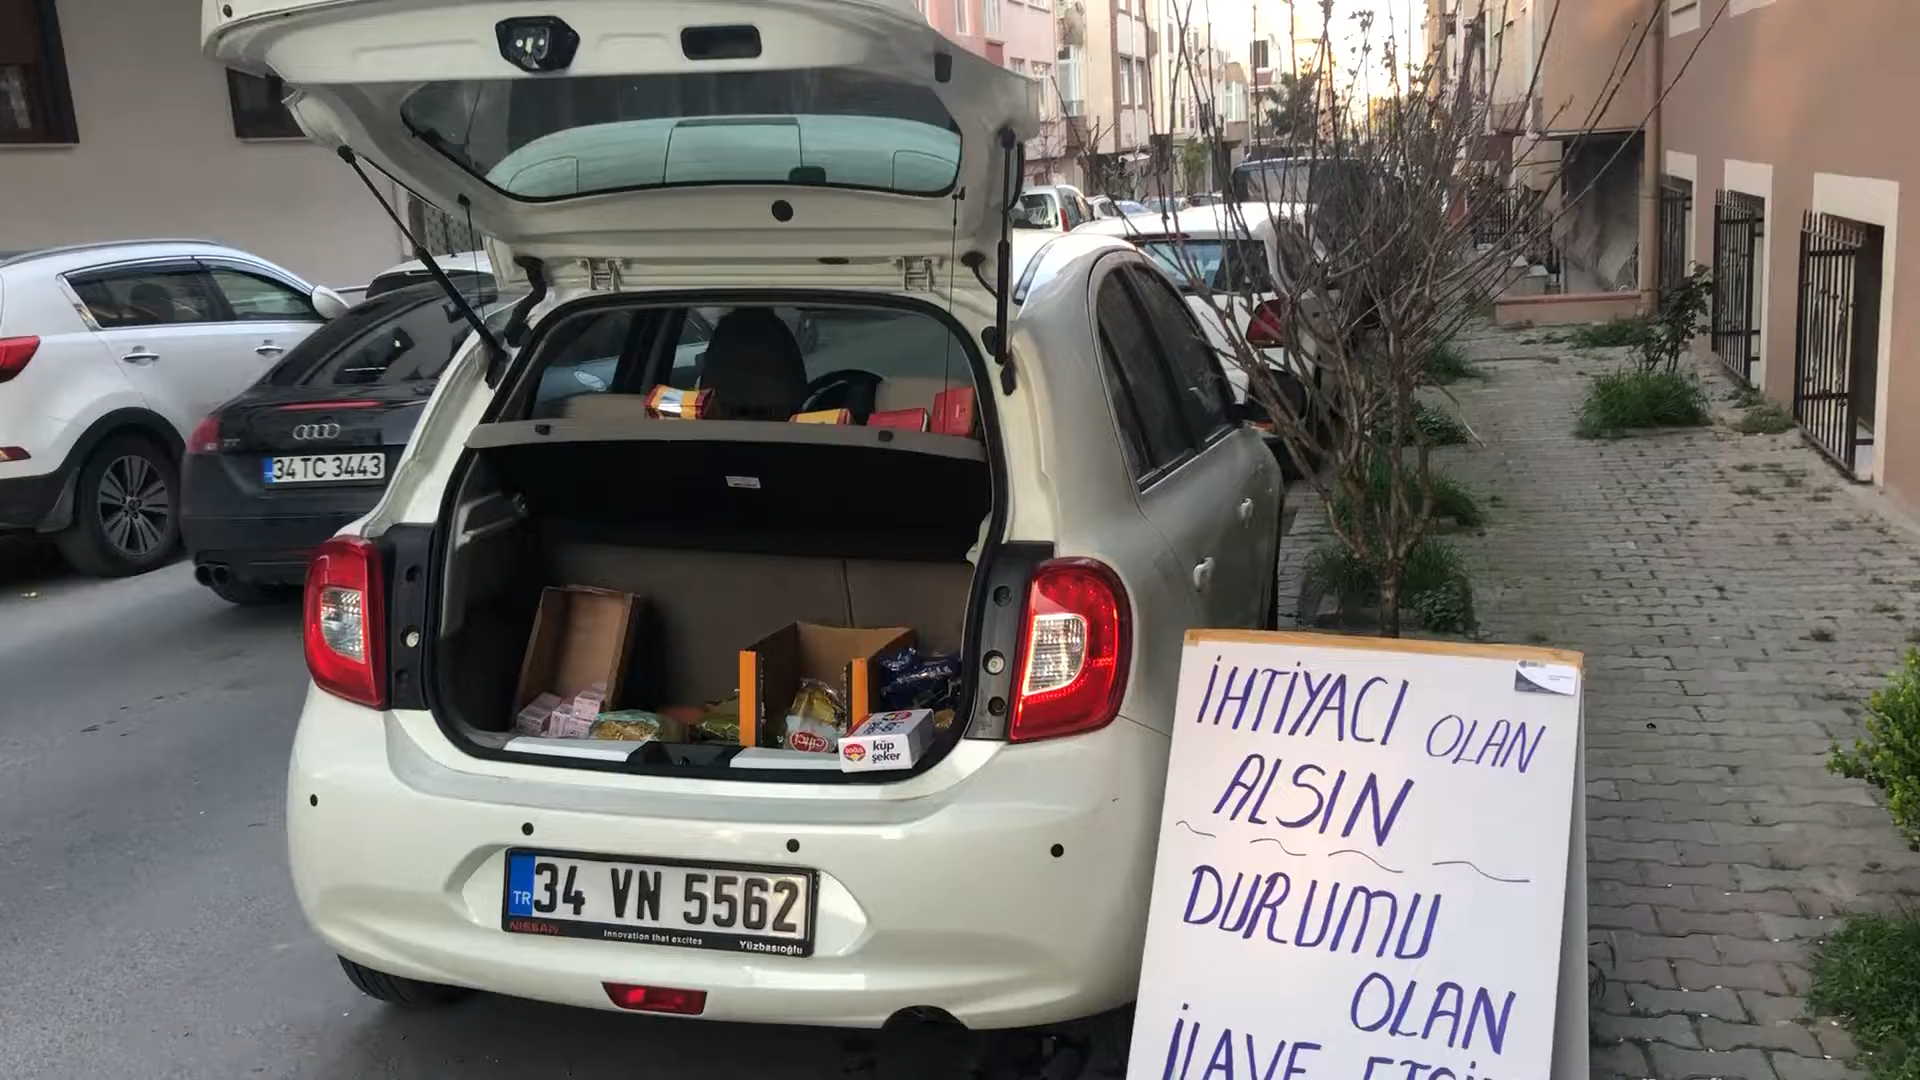 34 TC 3443
küp
şeker
TR 34 VN 5562
NISSAN Innovation that excites Yüzbaşıoğlu
İHTİYACI OLAN
ALSIN
DURUMU
OLAN
İLAVE